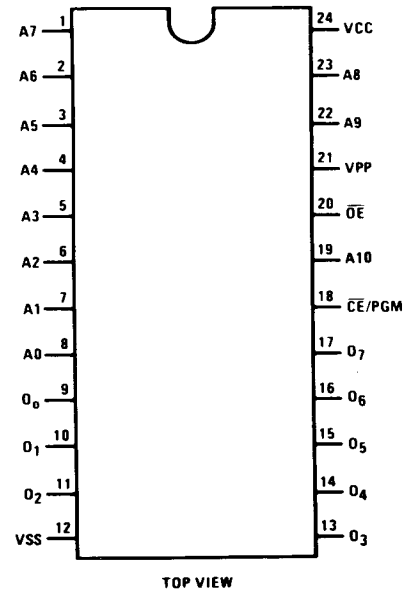 A7 1
A6 2
A5 3
A4 4
A3 5
A2 6
A1 7
A0 8
O₀ 9
O₁ 10
O₂ 11
VSS 12
24 VCC
23 A8
22 A9
21 VPP
20 O̅E̅
19 A10
18 C̅E̅/PGM
17 O₇
16 O₆
15 O₅
14 O₄
13 O₃
TOP VIEW